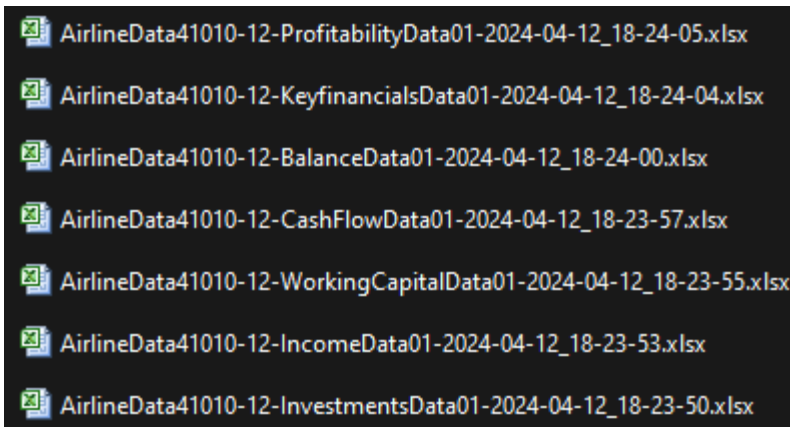 AirlineData41010-12-ProfitabilityData01-2024-04-12_18-24-05.xlsx
AirlineData41010-12-KeyfinancialsData01-2024-04-12_18-24-04.xlsx
AirlineData41010-12-BalanceData01-2024-04-12_18-24-00.xlsx
AirlineData41010-12-CashFlowData01-2024-04-12_18-23-57.xlsx
AirlineData41010-12-WorkingCapitalData01-2024-04-12_18-23-55.xlsx
AirlineData41010-12-IncomeData01-2024-04-12_18-23-53.xlsx
AirlineData41010-12-InvestmentsData01-2024-04-12_18-23-50.xlsx